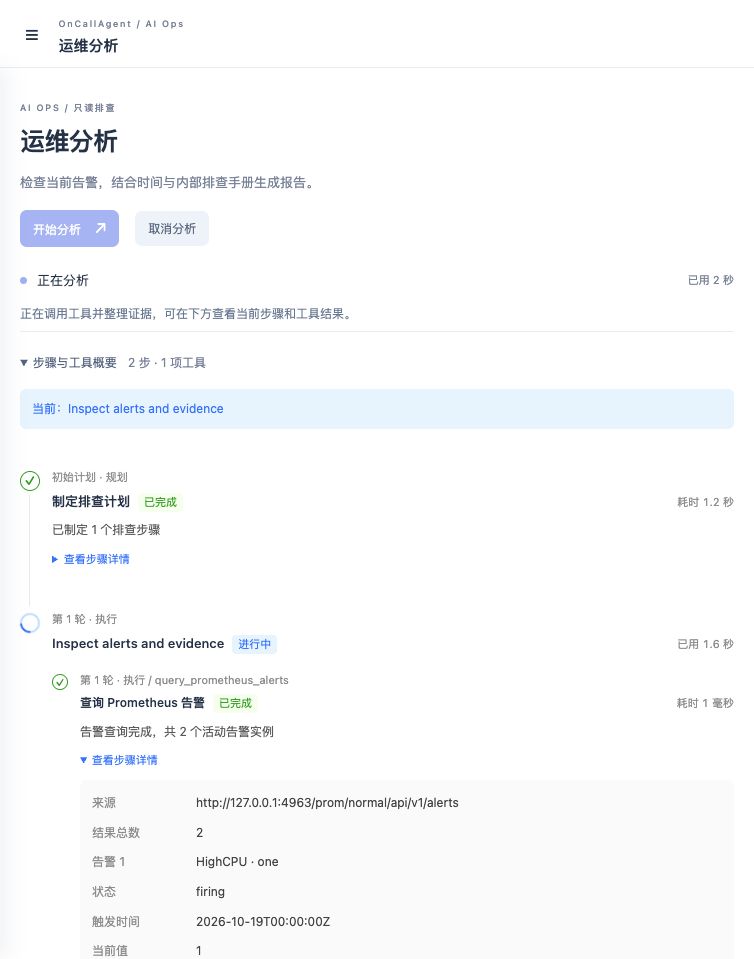 OnCallAgent / AI Ops
运维分析
AI OPS / 只读排查
运维分析
检查当前告警，结合时间与内部排查手册生成报告。
开始分析
取消分析
正在分析
已用 2 秒
正在调用工具并整理证据，可在下方查看当前步骤和工具结果。
步骤与工具概要 2 步 · 1 项工具
当前：Inspect alerts and evidence
初始计划 · 规划
制定排查计划 已完成
耗时 1.2 秒
已制定 1 个排查步骤
查看步骤详情
第 1 轮 · 执行
Inspect alerts and evidence 进行中
已用 1.6 秒
第 1 轮 · 执行 / query_prometheus_alerts
查询 Prometheus 告警 已完成
耗时 1 毫秒
告警查询完成，共 2 个活动告警实例
查看步骤详情
来源 http://127.0.0.1:4963/prom/normal/api/v1/alerts
结果总数 2
告警 1 HighCPU · one
状态 firing
触发时间 2026-10-19T00:00:00Z
当前值 1